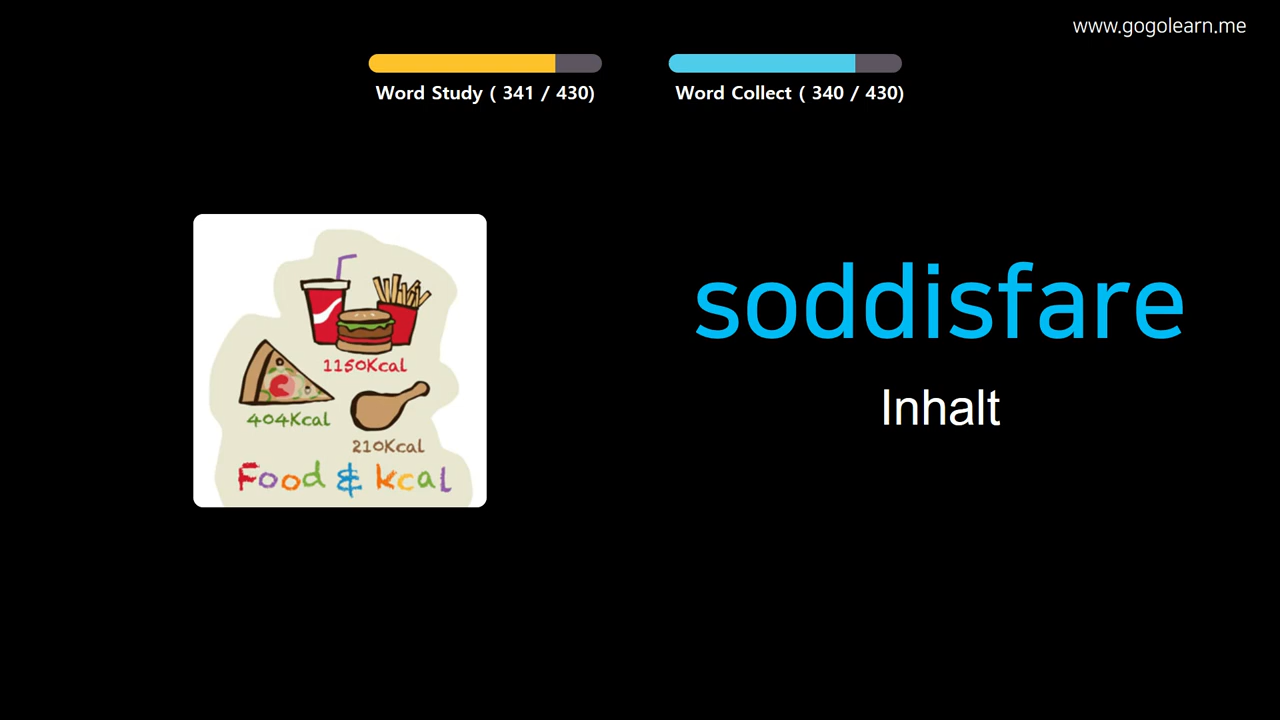 www.gogolearn.me
Word Study ( 341 / 430)
Word Collect ( 340 / 430)
1150Kcal
404Kcal
210Kcal
Food & kcal
soddisfare
Inhalt